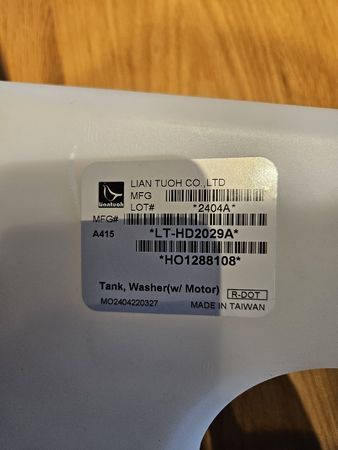 LIAN TUOH CO.,LTD
MFG
LOT# *2404A*
liantuoh
MFG#
A415 *LT-HD2029A*
*HO1288108*
Tank, Washer(w/ Motor) R-DOT
MO2404220327 MADE IN TAIWAN